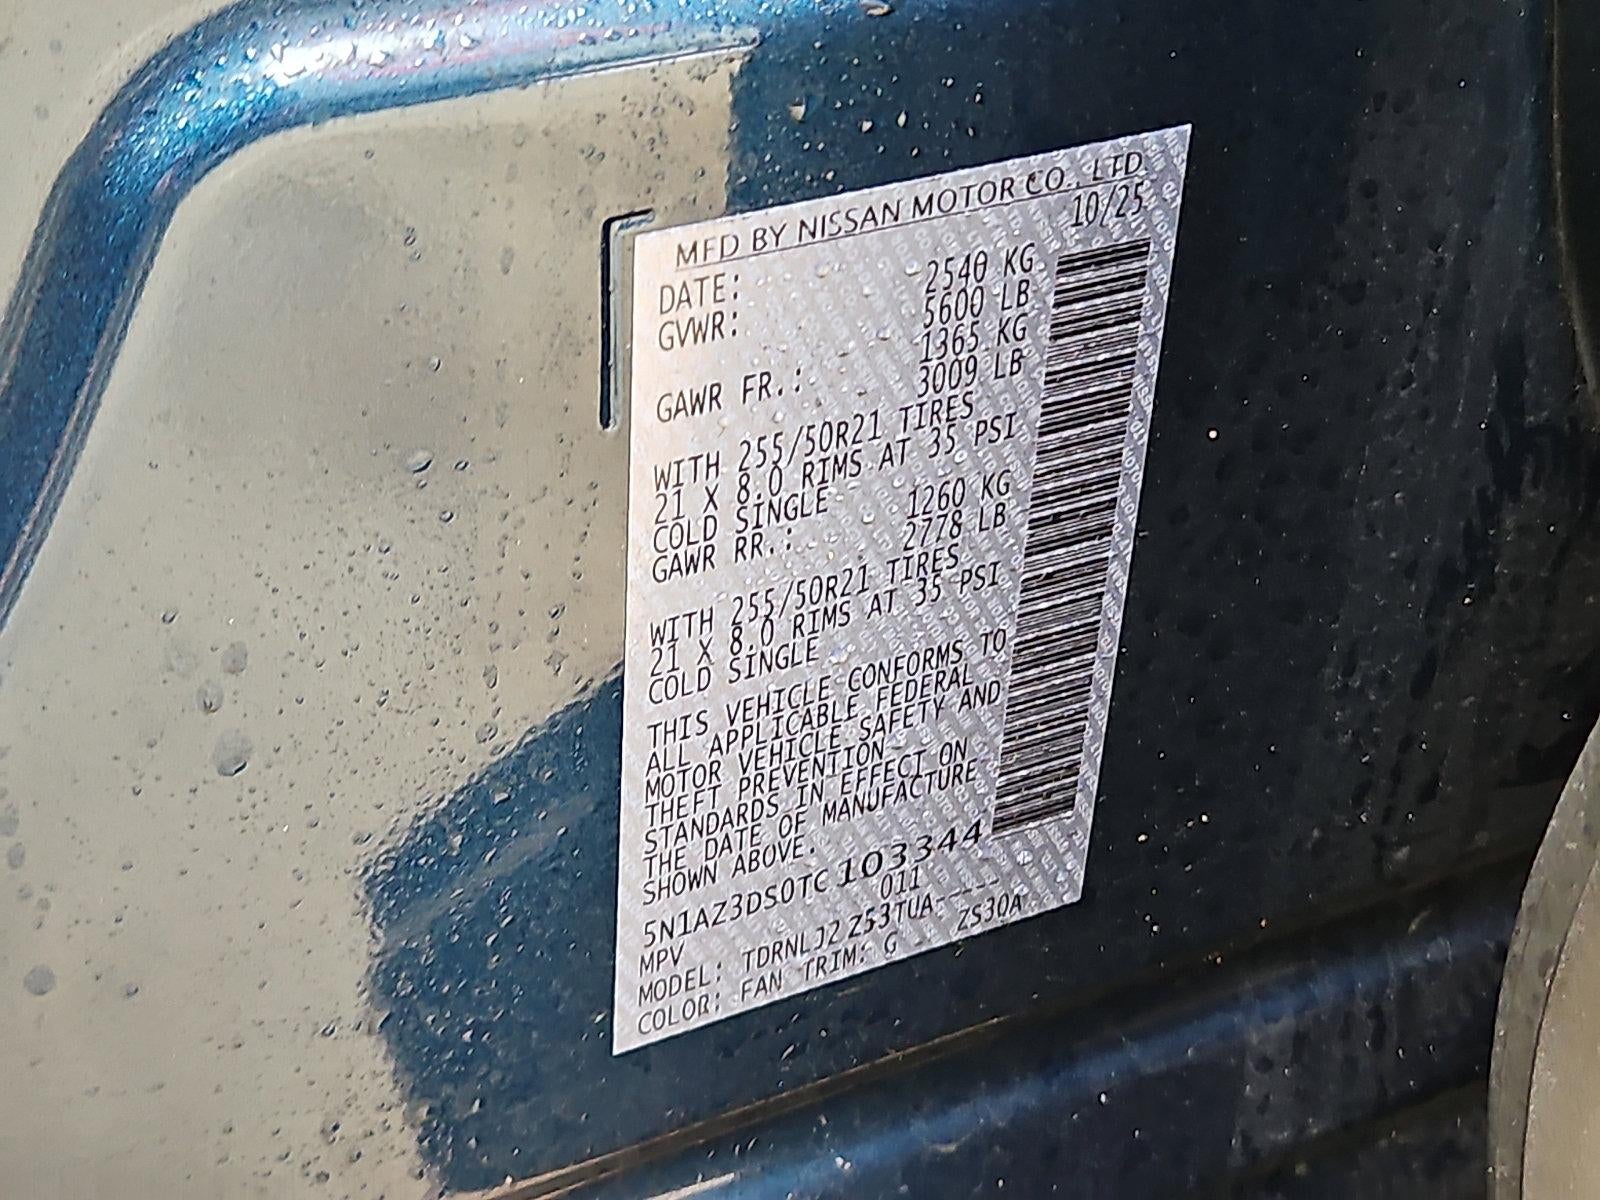 MFD BY NISSAN MOTOR CO., LTD
DATE: 10/25
GVWR: 2540 KG
5600 LB
GAWR FR.: 1365 KG
3009 LB
WITH 255/50R21 TIRES
21 X 8.0 RIMS AT 35 PSI
COLD SINGLE
GAWR RR.: 1260 KG
2778 LB
WITH 255/50R21 TIRES
21 X 8.0 RIMS AT 35 PSI
COLD SINGLE
THIS VEHICLE CONFORMS TO
ALL APPLICABLE FEDERAL
MOTOR VEHICLE SAFETY AND
THEFT PREVENTION
STANDARDS IN EFFECT ON
THE DATE OF MANUFACTURE
SHOWN ABOVE.
5N1AZ3DS0TC103344
MPV 011
MODEL: Z53TUA----
COLOR: FAN TRIM: G ZS30A